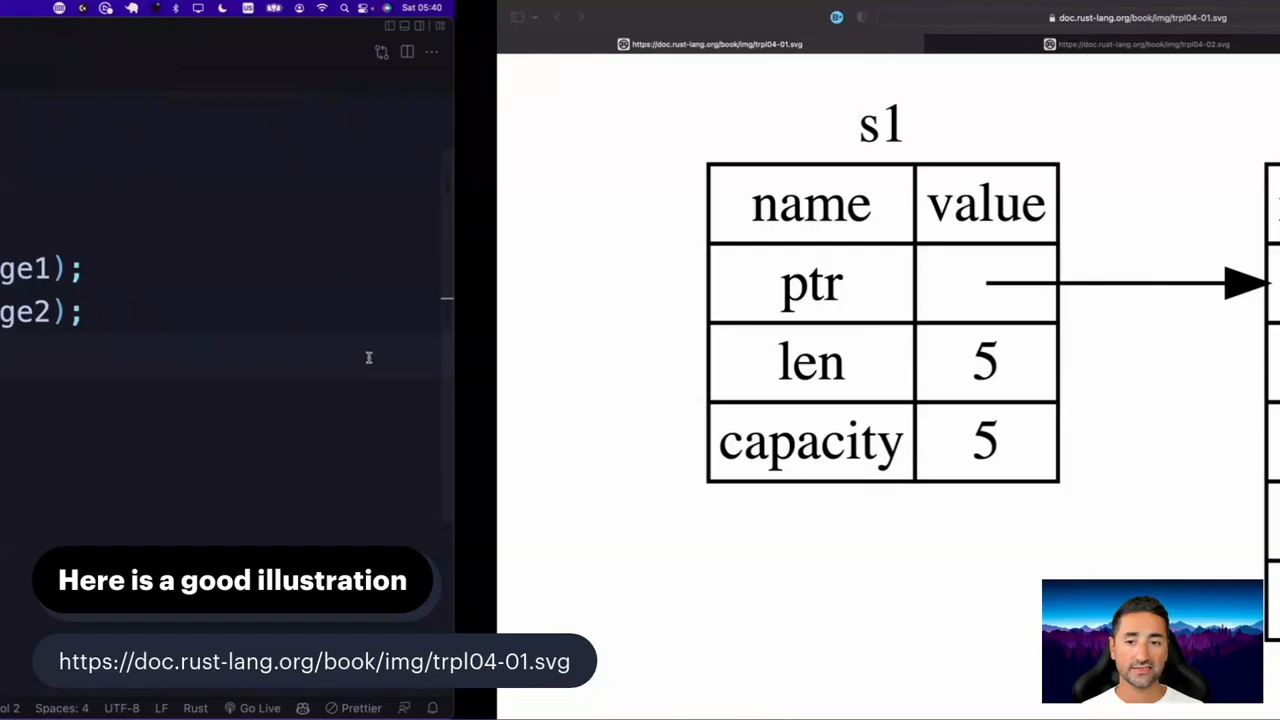 Sat 05:40
US
doc.rust-lang.org/book/img/trpl04-01.svg
https://doc.rust-lang.org/book/img/trpl04-01.svg
https://doc.rust-lang.org/book/img/trpl04-02.svg
ge1);
ge2);
s1
name value
ptr
len 5
capacity 5
Here is a good illustration
https://doc.rust-lang.org/book/img/trpl04-01.svg
ol 2 Spaces: 4 UTF-8 LF Rust Go Live Prettier